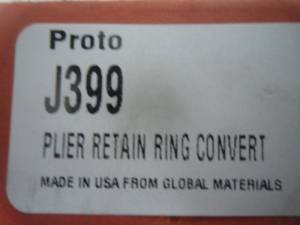 Proto
J399
PLIER RETAIN RING CONVERT
MADE IN USA FROM GLOBAL MATERIALS